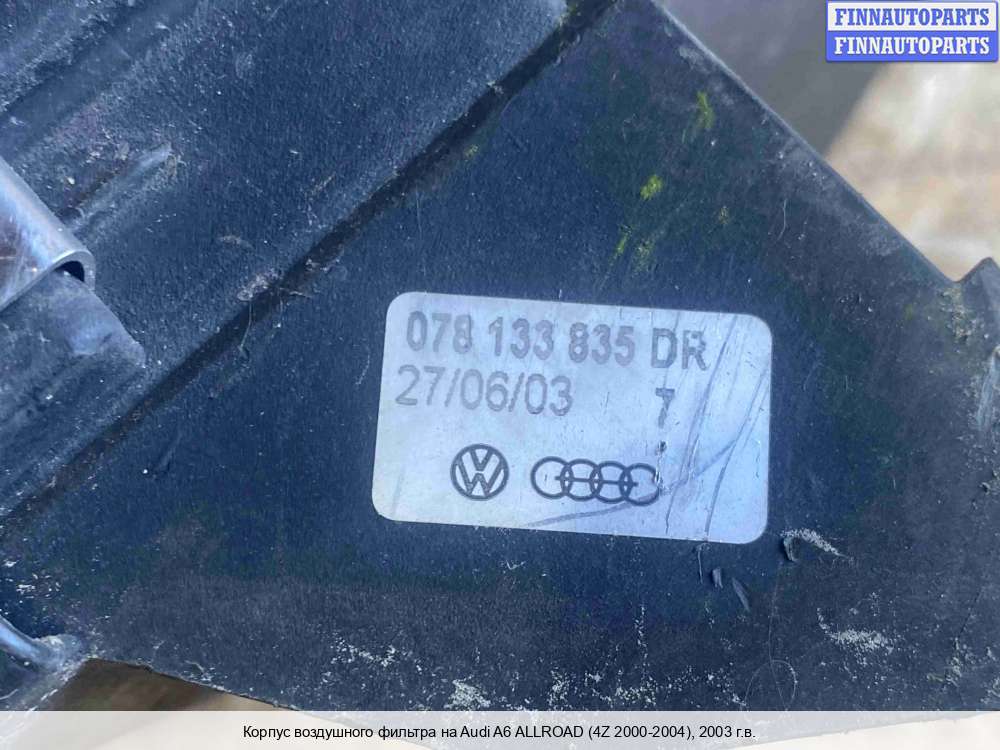 FINNAUTOPARTS
FINNAUTOPARTS
078 133 835 DR
27/06/03 7
VW
Корпус воздушного фильтра на Audi A6 ALLROAD (4Z 2000-2004), 2003 г.в.